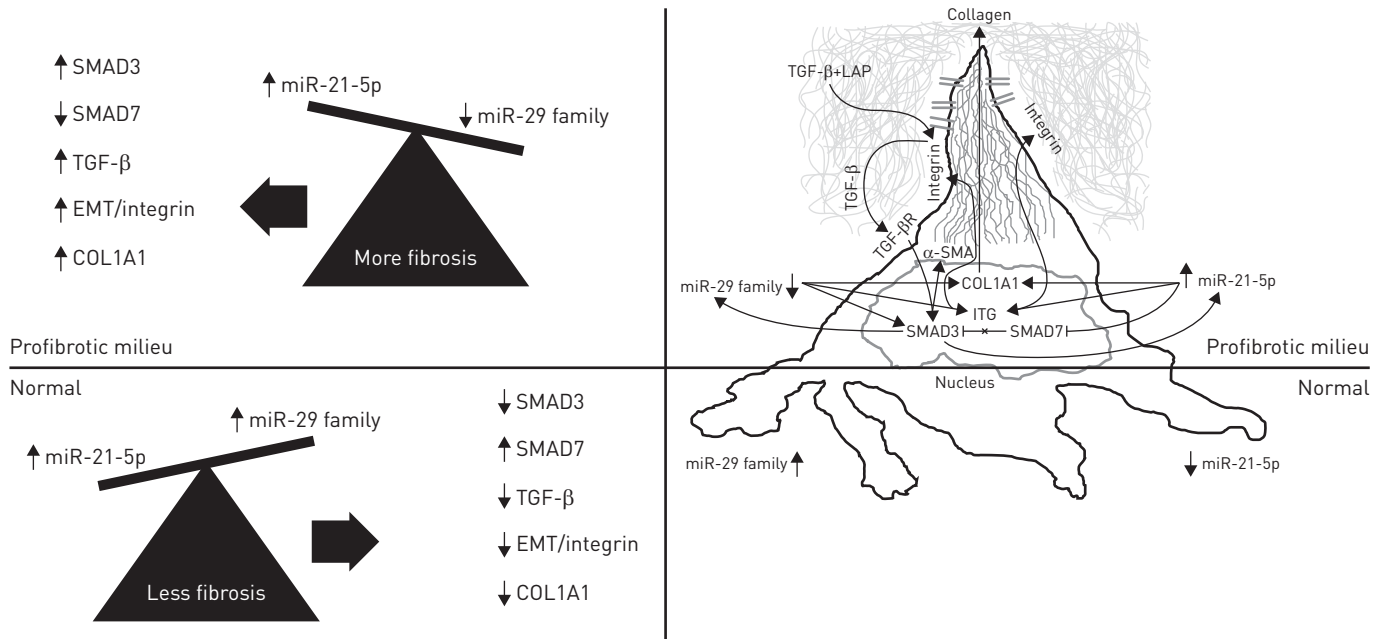 ↑ SMAD3
↓ SMAD7
↑ TGF-β
↑ EMT/integrin
↑ COL1A1
↑ miR-21-5p
↓ miR-29 family
More fibrosis
Profibrotic milieu
Normal
↑ miR-29 family
↑ miR-21-5p
Less fibrosis
↓ SMAD3
↑ SMAD7
↓ TGF-β
↓ EMT/integrin
↓ COL1A1
Collagen
TGF-β+LAP
Integrin
Integrin
TGF-β
TGF-βR
α-SMA
miR-29 family ↓
COL1A1
↑ miR-21-5p
ITG
SMAD3
×
SMAD7
Profibrotic milieu
Nucleus
Normal
miR-29 family ↑
↓ miR-21-5p